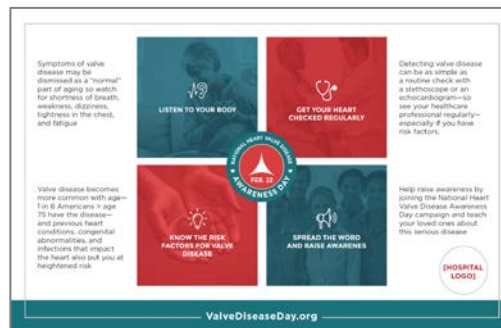 Symptoms of valve
disease may be
dismissed as a "normal"
part of aging so watch
for shortness of breath,
weakness, dizziness,
tightness in the chest,
and fatigue
LISTEN TO YOUR BODY
GET YOUR HEART
CHECKED REGULARLY
Detecting valve disease
can be as simple as
a routine check with
a stethoscope or an
echocardiogram—so
see your healthcare
professional regularly—
especially if you have
risk factors.
NATIONAL HEART VALVE DISEASE
FEB. 22
AWARENESS DAY
Valve disease becomes
more common with age—
1 in 8 Americans > age
75 have the disease—
and previous heart
conditions, congenital
abnormalities, and
infections that impact
the heart also put you at
heightened risk
KNOW THE RISK
FACTORS FOR VALVE
DISEASE
SPREAD THE WORD
AND RAISE AWARENES
Help raise awareness by
joining the National Heart
Valve Disease Awareness
Day campaign and teach
your loved ones about
this serious disease
[HOSPITAL
LOGO]
ValveDiseaseDay.org